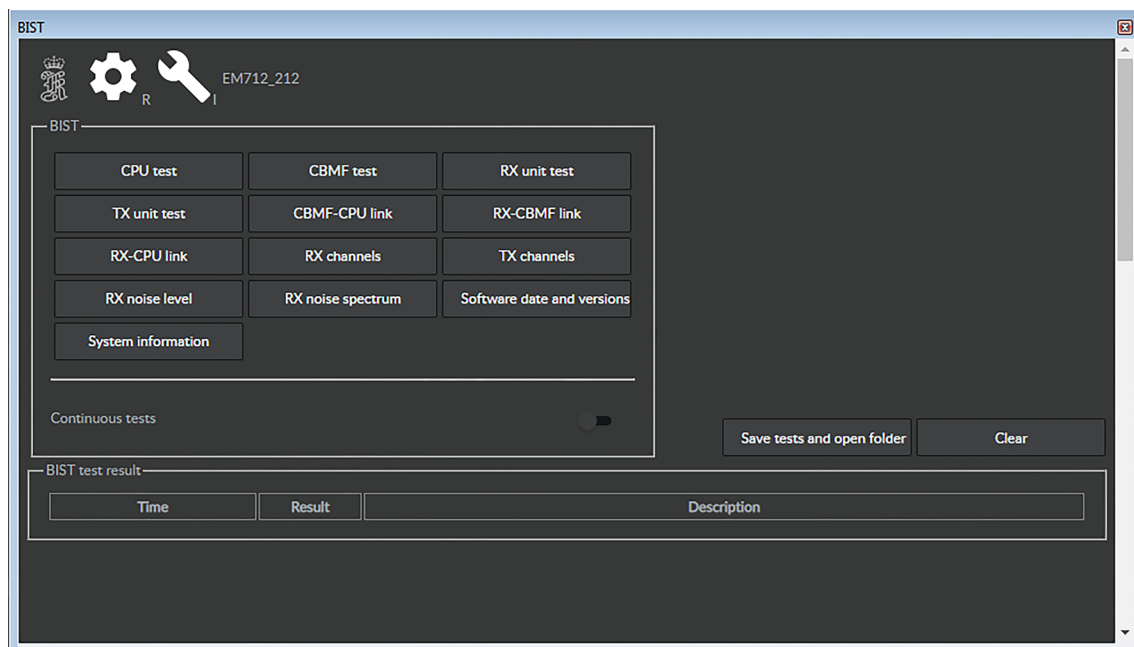 BIST
EM712_212
R
I
BIST
CPU test
CBMF test
RX unit test
TX unit test
CBMF-CPU link
RX-CBMF link
RX-CPU link
RX channels
TX channels
RX noise level
RX noise spectrum
Software date and versions
System information
Continuous tests
Save tests and open folder
Clear
BIST test result
Time
Result
Description